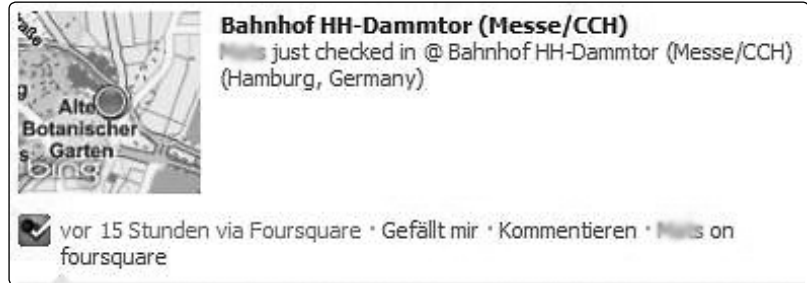 Bahnhof HH-Dammtor (Messe/CCH)
just checked in @ Bahnhof HH-Dammtor (Messe/CCH)
(Hamburg, Germany)
Alter
Botanischer
Garten
bing
vor 15 Stunden via Foursquare · Gefällt mir · Kommentieren · on
foursquare